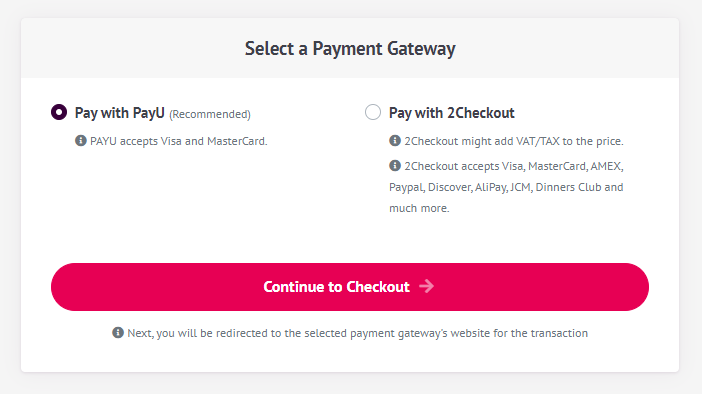 Select a Payment Gateway
Pay with PayU (Recommended)
PAYU accepts Visa and MasterCard.
Pay with 2Checkout
2Checkout might add VAT/TAX to the price.
2Checkout accepts Visa, MasterCard, AMEX,
Paypal, Discover, AliPay, JCM, Dinners Club and
much more.
Continue to Checkout
Next, you will be redirected to the selected payment gateway's website for the transaction